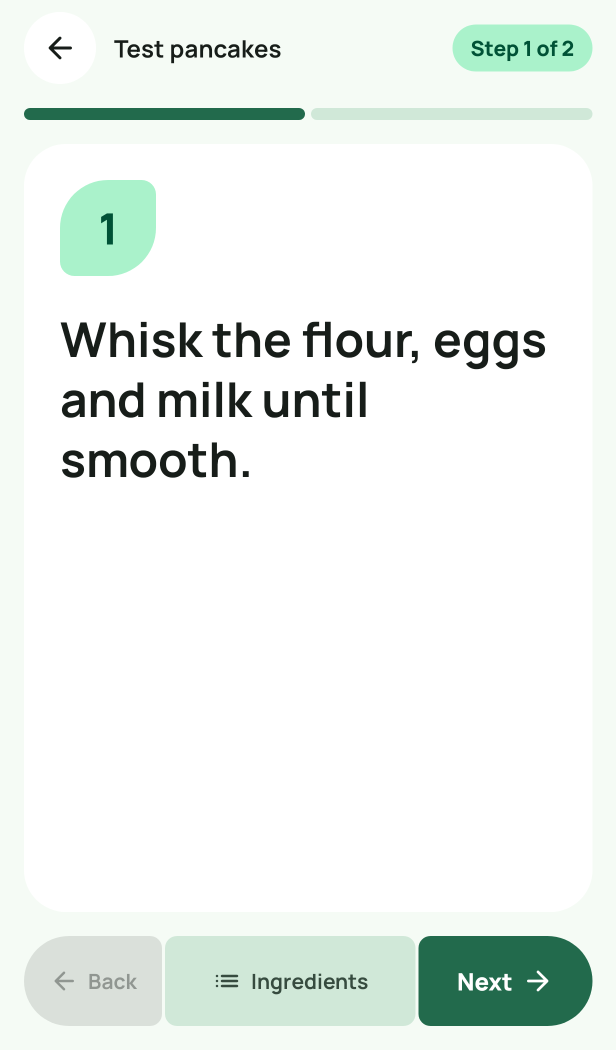 Test pancakes
Step 1 of 2
1
Whisk the flour, eggs
and milk until
smooth.
Back
Ingredients
Next